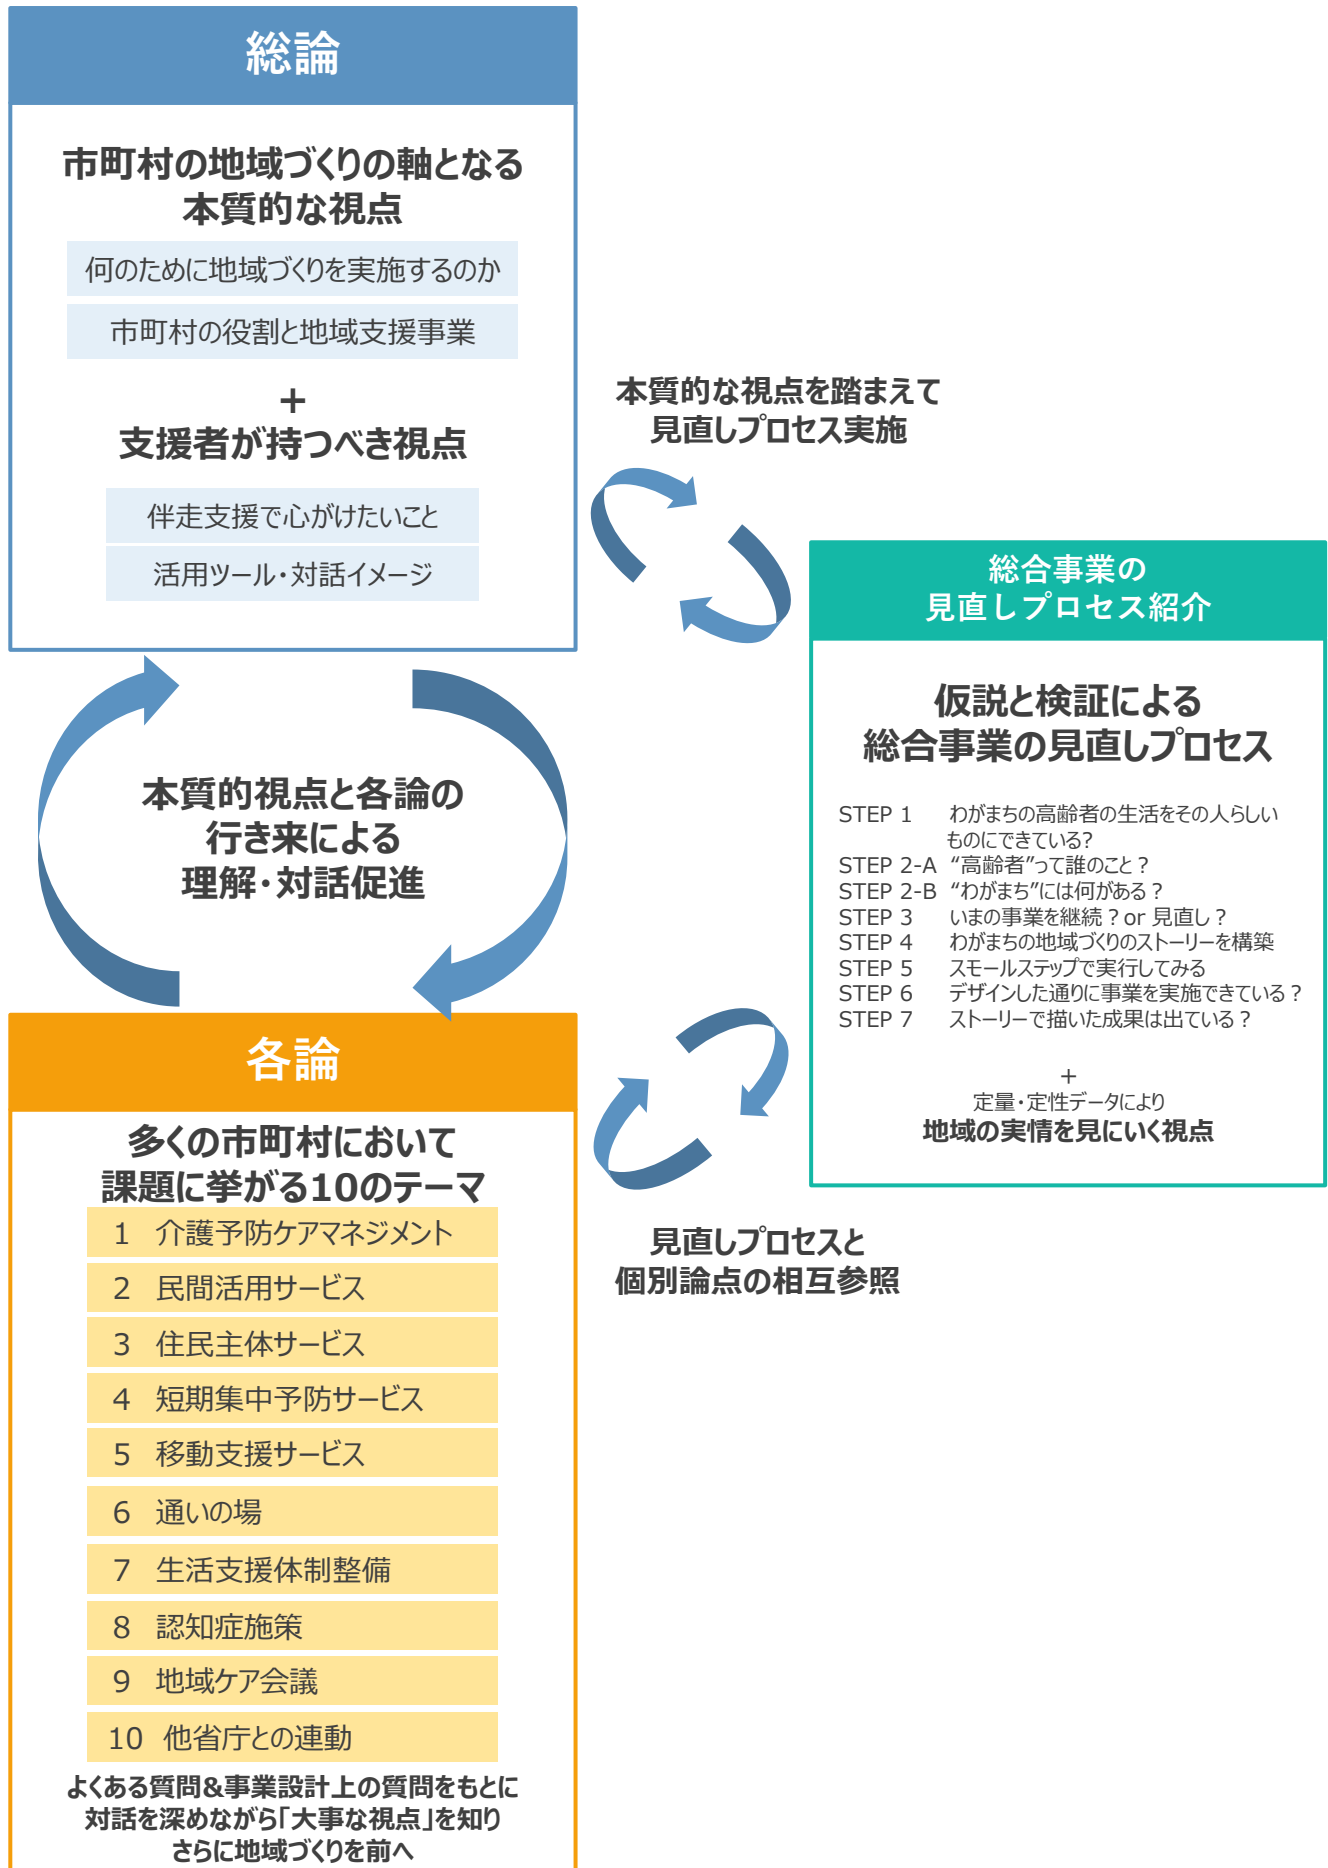 総論
市町村の地域づくりの軸となる
本質的な視点
何のために地域づくりを実施するのか
市町村の役割と地域支援事業
+
支援者が持つべき視点
伴走支援で心がけたいこと
活用ツール・対話イメージ
本質的な視点を踏まえて
見直しプロセス実施
総合事業の
見直しプロセス紹介
仮説と検証による
総合事業の見直しプロセス
STEP 1 わがまちの高齢者の生活をその人らしい
ものにできている?
STEP 2-A “高齢者”って誰のこと？
STEP 2-B “わがまち”には何がある？
STEP 3 いまの事業を継続？or 見直し？
STEP 4 わがまちの地域づくりのストーリーを構築
STEP 5 スモールステップで実行してみる
STEP 6 デザインした通りに事業を実施できている？
STEP 7 ストーリーで描いた成果は出ている？
+
定量・定性データにより
地域の実情を見にいく視点
本質的視点と各論の
行き来による
理解・対話促進
各論
多くの市町村において
課題に挙がる10のテーマ
1 介護予防ケアマネジメント
2 民間活用サービス
3 住民主体サービス
4 短期集中予防サービス
5 移動支援サービス
6 通いの場
7 生活支援体制整備
8 認知症施策
9 地域ケア会議
10 他省庁との連動
よくある質問&事業設計上の質問をもとに
対話を深めながら「大事な視点」を知り
さらに地域づくりを前へ
見直しプロセスと
個別論点の相互参照